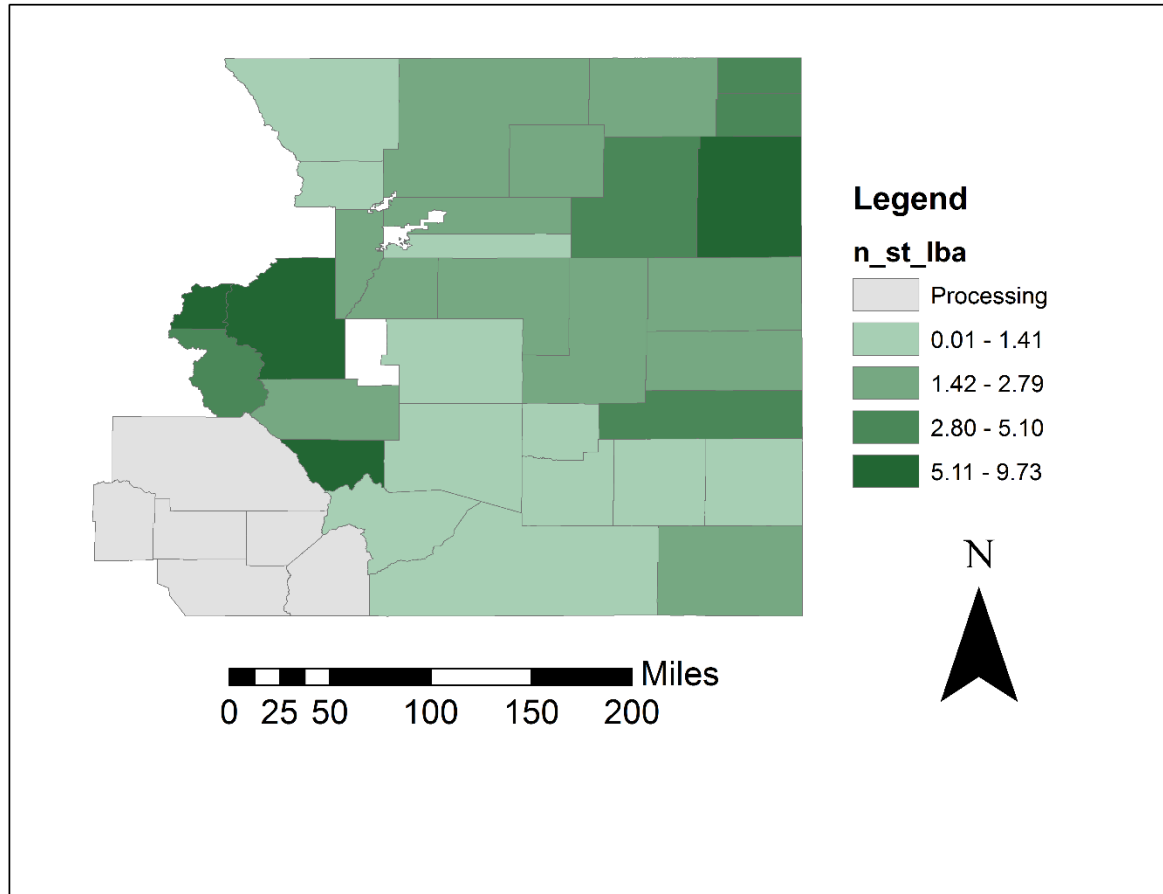 Legend
n_st_lba
Processing
0.01 - 1.41
1.42 - 2.79
2.80 - 5.10
5.11 - 9.73
N
Miles
0 25 50 100 150 200